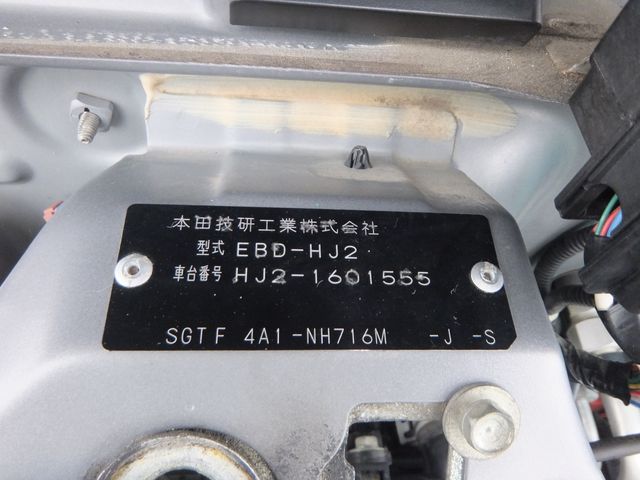 本田技研工業株式会社
型式 EBD-HJ2
車台番号 HJ2-1601555
SGTF 4A1-NH716M -J -S